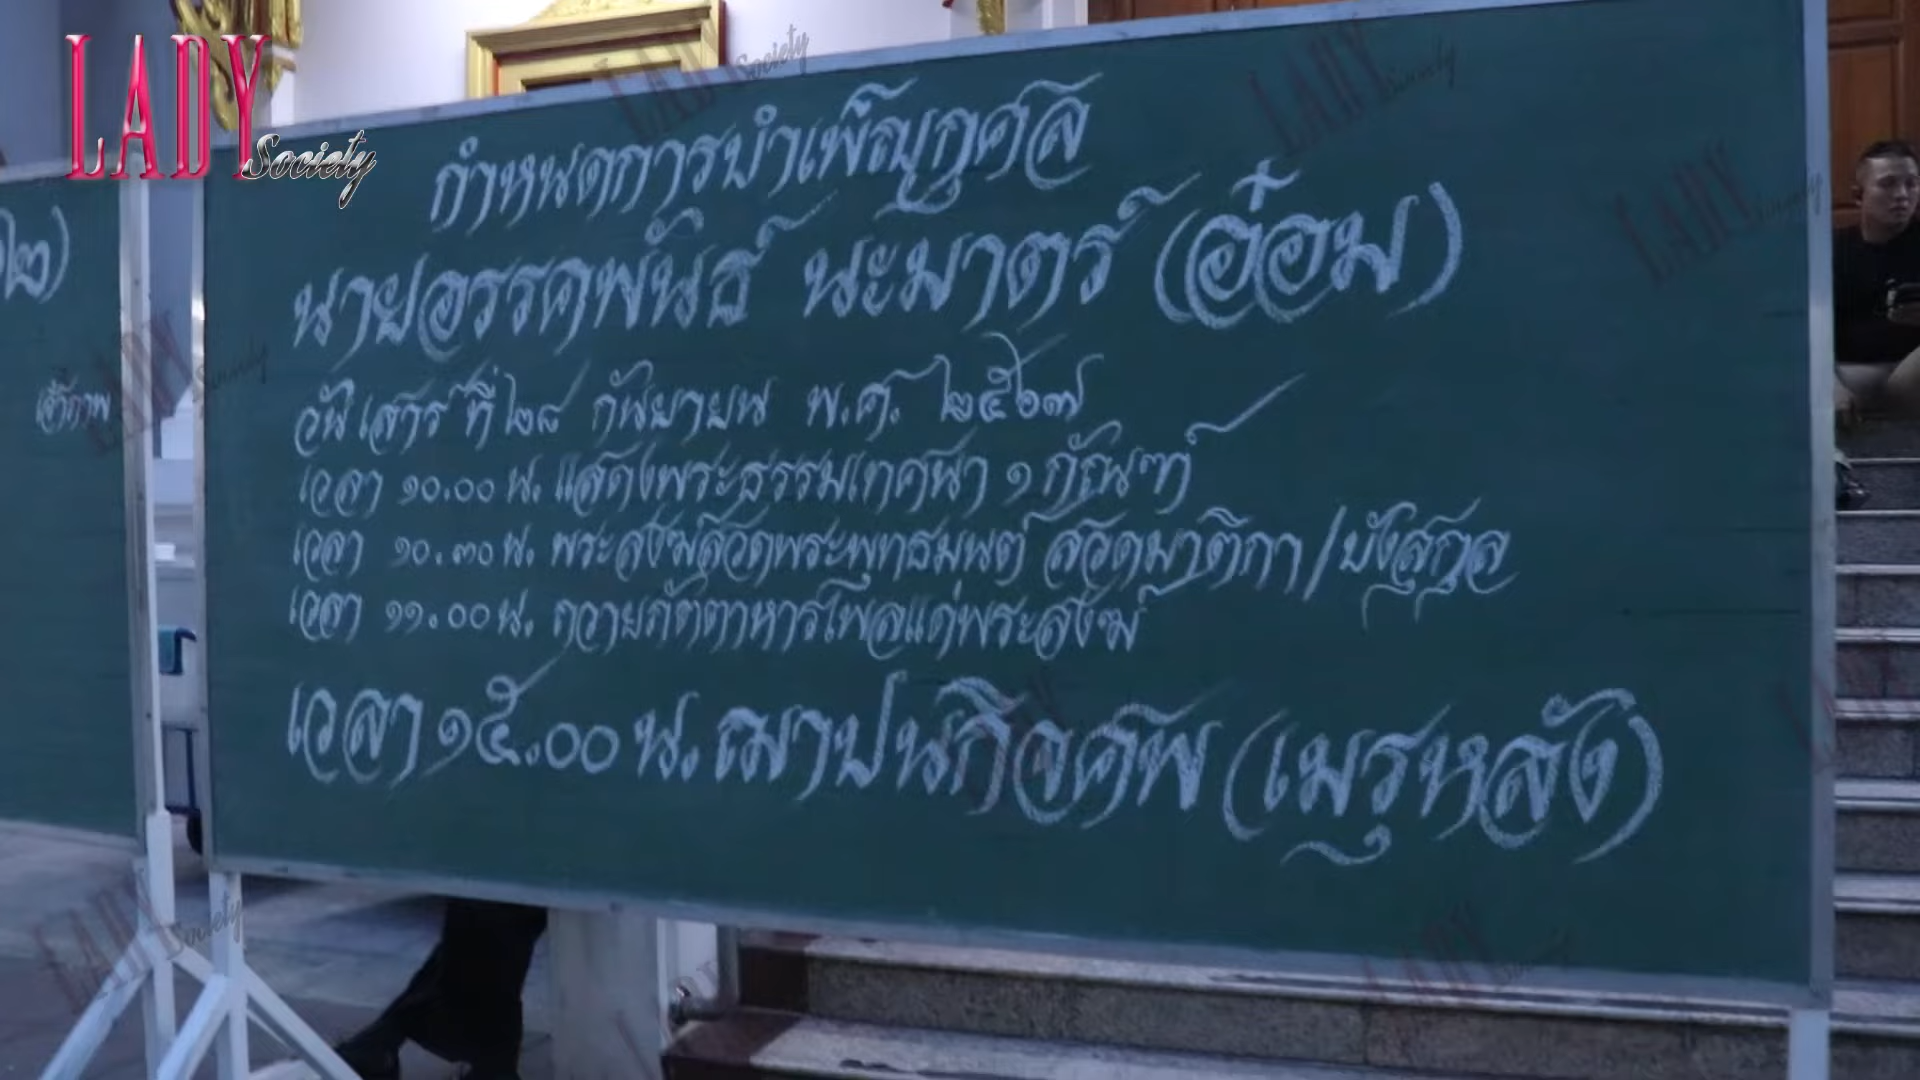 LADY Society
กำหนดการบำเพ็ญกุศล
นายอรรคพันธ์ นะมาตร์ (อ๋อม)
วันเสาร์ ที่ ๒๘ กันยายน พ.ศ. ๒๕๖๗
เวลา ๑๐.๐๐ น. แสดงพระธรรมเทศนา ๑ กัณฑ์
เวลา ๑๐.๓๐ น. พระสงฆ์สวดพระพุทธมนต์ สวดมาติกา/บังสุกุล
เวลา ๑๑.๐๐ น. ถวายภัตตาหารเพลแด่พระสงฆ์
เวลา ๑๕.๐๐ น. ฌาปนกิจศพ (เมรุหลัง)
เจ้าภาพ